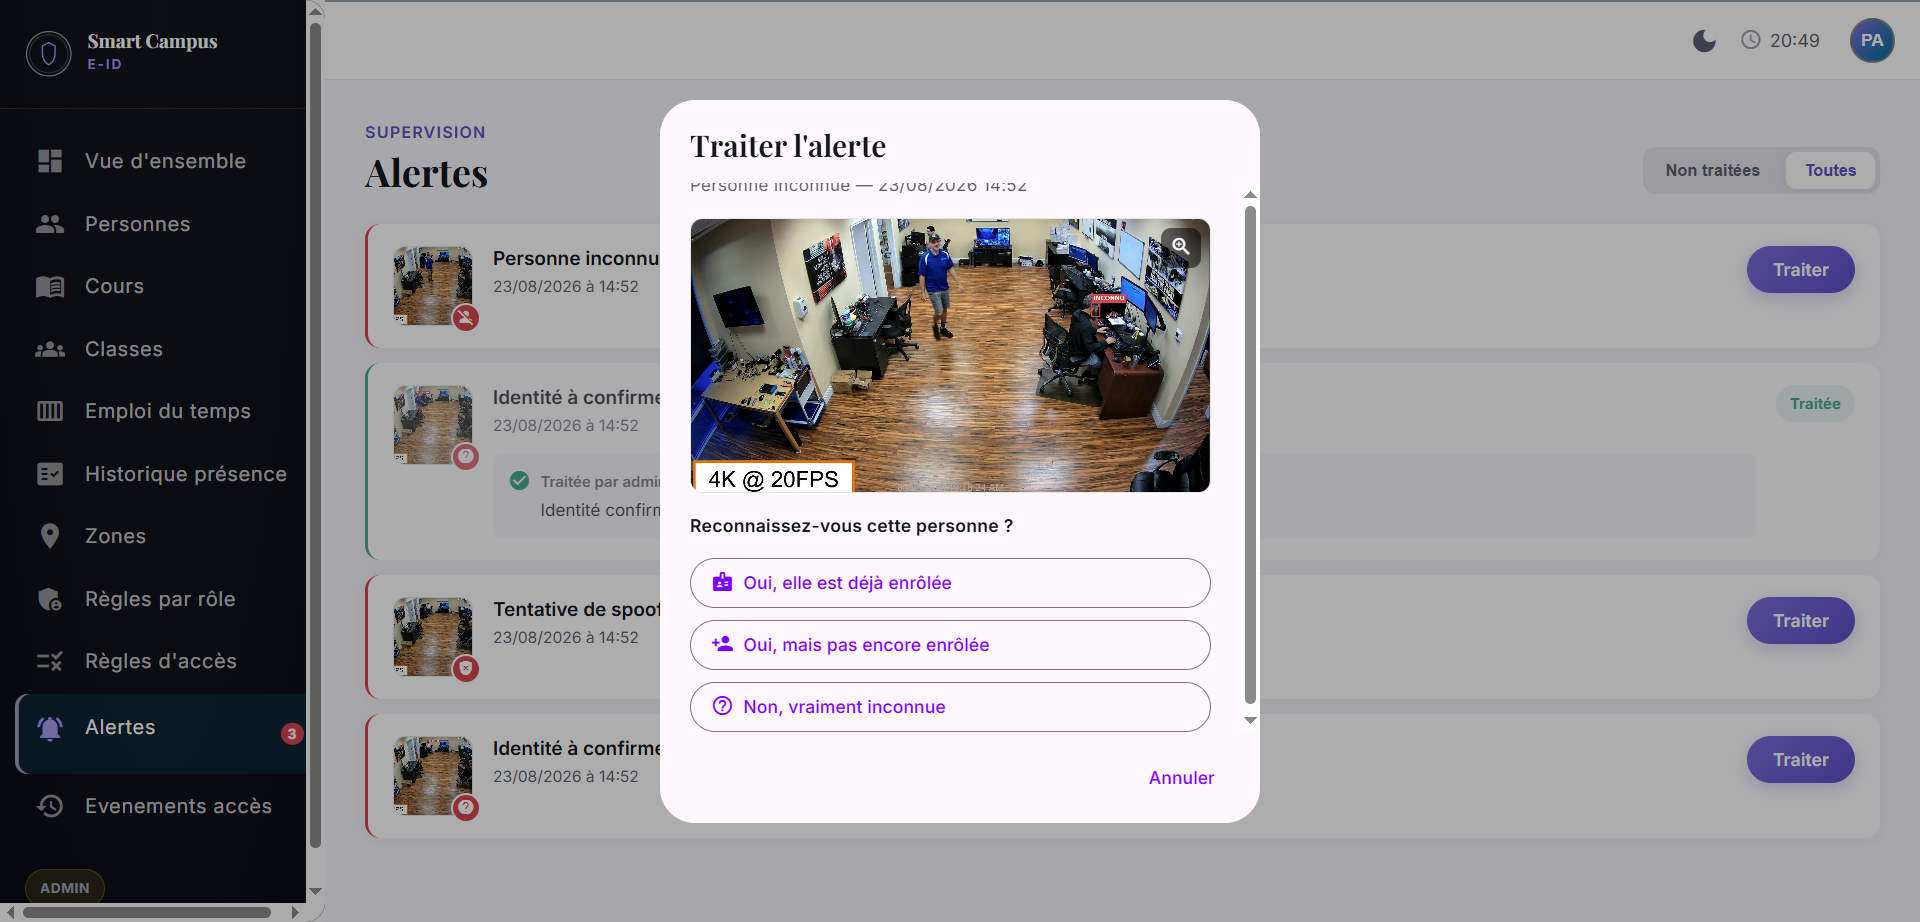 Smart Campus
E-ID
Vue d'ensemble
Personnes
Cours
Classes
Emploi du temps
Historique présence
Zones
Règles par rôle
Règles d'accès
Alertes
3
Evenements accès
ADMIN
20:49
PA
SUPERVISION
Alertes
Non traitées
Toutes
Personne inconnu
23/08/2026 à 14:52
Traiter
Identité à confirme
23/08/2026 à 14:52
Traitée
Traitée par admi
Identité confirm
Tentative de spoof
23/08/2026 à 14:52
Traiter
Identité à confirme
23/08/2026 à 14:52
Traiter
Traiter l'alerte
Personne inconnue — 23/08/2026 14:52
INCONNU
4K @ 20FPS
Reconnaissez-vous cette personne ?
Oui, elle est déjà enrôlée
Oui, mais pas encore enrôlée
Non, vraiment inconnue
Annuler